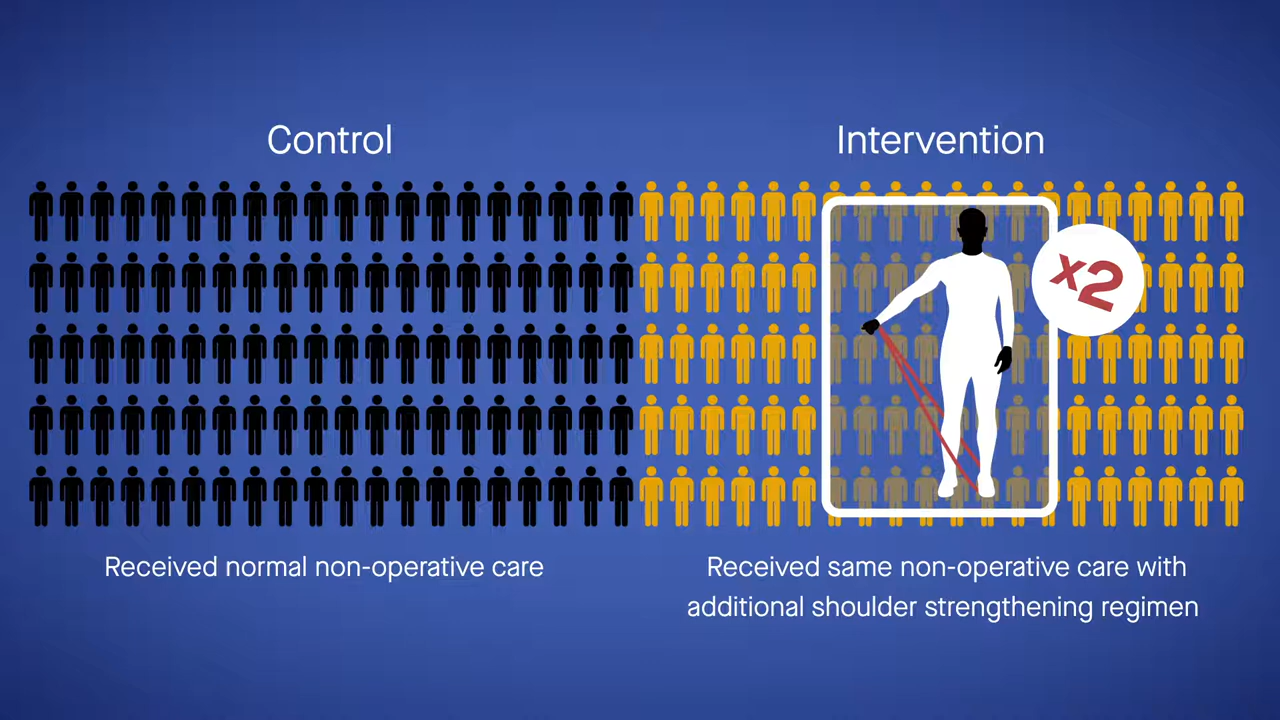 Control
Intervention
x2
Received normal non-operative care
Received same non-operative care with
additional shoulder strengthening regimen